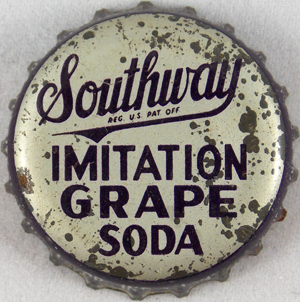 Southway
REG. U.S. PAT OFF.
IMITATION
GRAPE
SODA